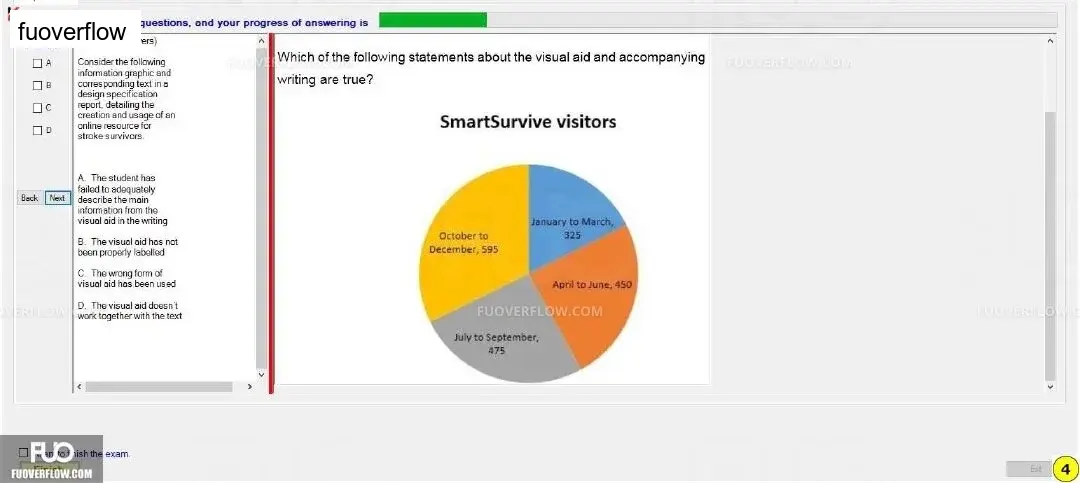 fuoverflow
questions, and your progress of answering is
ers)
A
B
C
D
Consider the following
information graphic and
corresponding text in a
design specification
report, detailing the
creation and usage of an
online resource for
stroke survivors.
Back
Next
A. The student has
failed to adequately
describe the main
information from the
visual aid in the writing
B. The visual aid has not
been properly labelled
C. The wrong form of
visual aid has been used
D. The visual aid doesn't
work together with the text
Which of the following statements about the visual aid and accompanying
writing are true?
SmartSurvive visitors
January to March,
325
October to
December, 595
April to June, 450
July to September,
475
FUOVERFLOW.COM
FUOVERFLOW.COM
FUO
FUOVERFLOW.COM
ish the exam.
Exit
4